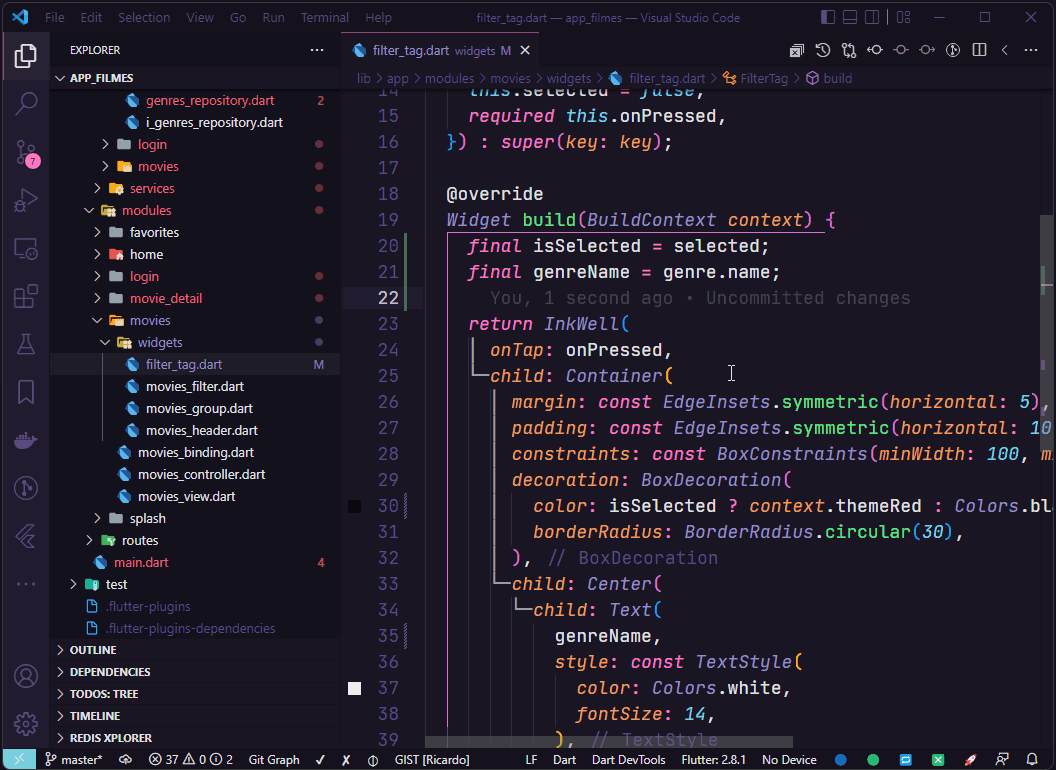 File Edit Selection View Go Run Terminal Help filter_tag.dart — app_filmes — Visual Studio Code
EXPLORER
APP_FILMES
genres_repository.dart 2
i_genres_repository.dart
login
movies
services
modules
favorites
home
login
movie_detail
movies
widgets
filter_tag.dart M
movies_filter.dart
movies_group.dart
movies_header.dart
movies_binding.dart
movies_controller.dart
movies_view.dart
splash
routes
main.dart 4
test
.flutter-plugins
.flutter-plugins-dependencies
OUTLINE
DEPENDENCIES
TODOS: TREE
TIMELINE
REDIS XPLORER
7
filter_tag.dart widgets M
lib > app > modules > movies > widgets > filter_tag.dart > FilterTag > build
14 this.selected = false,
15 required this.onPressed,
16 }) : super(key: key);
17
18 @override
19 Widget build(BuildContext context) {
20 final isSelected = selected;
21 final genreName = genre.name;
22 You, 1 second ago • Uncommitted changes
23 return InkWell(
24 onTap: onPressed,
25 child: Container(
26 margin: const EdgeInsets.symmetric(horizontal: 5),
27 padding: const EdgeInsets.symmetric(horizontal: 10
28 constraints: const BoxConstraints(minWidth: 100, m
29 decoration: BoxDecoration(
30 color: isSelected ? context.themeRed : Colors.bl
31 borderRadius: BorderRadius.circular(30),
32 ), // BoxDecoration
33 child: Center(
34 child: Text(
35 genreName,
36 style: const TextStyle(
37 color: Colors.white,
38 fontSize: 14,
39 ), // TextStyle
master* 37 0 2 Git Graph ✓ ✗ GIST [Ricardo] LF Dart Dart DevTools Flutter: 2.8.1 No Device